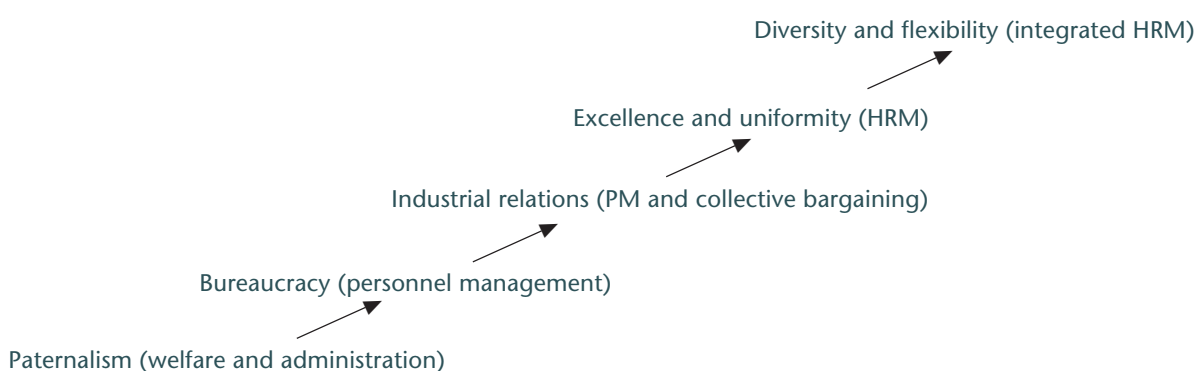 Diversity and flexibility (integrated HRM)
Excellence and uniformity (HRM)
Industrial relations (PM and collective bargaining)
Bureaucracy (personnel management)
Paternalism (welfare and administration)